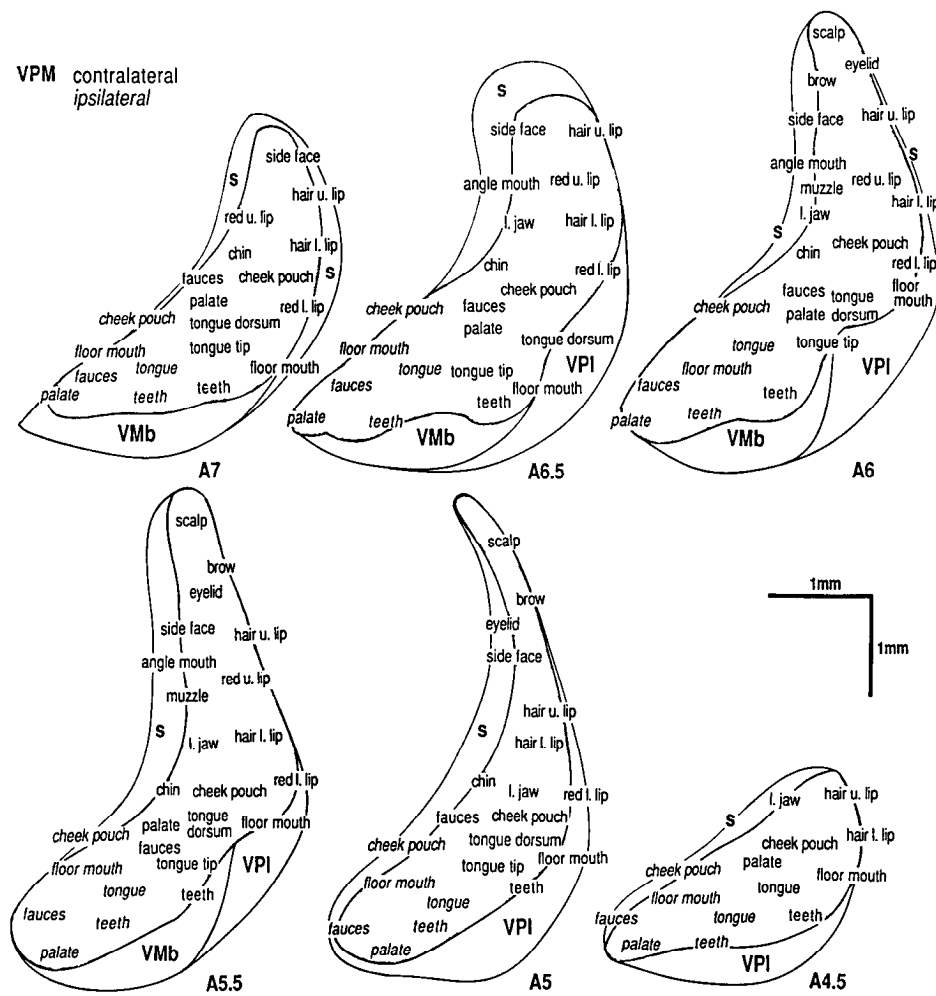 VPM contralateral
ipsilateral
S
side face
S
hair u. lip
red u. lip
chin
hair l. lip
S
fauces
cheek pouch
palate
red l. lip
cheek pouch
tongue dorsum
floor mouth
tongue tip
fauces
tongue
floor mouth
palate
teeth
teeth
VMb
A7
S
side face
hair u. lip
angle mouth
red u. lip
l. jaw
hair l. lip
chin
red l. lip
cheek pouch
cheek pouch
fauces
palate
tongue dorsum
floor mouth
VPI
tongue
tongue tip
fauces
floor mouth
teeth
palate
teeth
VMb
A6.5
scalp
eyelid
brow
side face
hair u. lip
S
angle mouth
muzzle
red u. lip
l. jaw
hair l. lip
S
chin
cheek pouch
red l. lip
floor
mouth
cheek pouch
fauces
tongue
palate
dorsum
tongue
tongue tip
floor mouth
VPI
fauces
teeth
teeth
palate
VMb
A6
scalp
brow
eyelid
side face
hair u. lip
angle mouth
red u. lip
muzzle
S
l. jaw
hair l. lip
chin
cheek pouch
red l. lip
cheek pouch
palate
tongue
dorsum
floor mouth
fauces
floor mouth
tongue tip
VPI
tongue
teeth
fauces
teeth
palate
VMb
A5.5
scalp
brow
eyelid
side face
hair u. lip
S
hair l. lip
chin
l. jaw
red l. lip
fauces
cheek pouch
cheek pouch
tongue dorsum
tongue tip
floor mouth
floor mouth
teeth
tongue
fauces
teeth
palate
VPI
A5
1mm
1mm
S
l. jaw
hair u. lip
cheek pouch
hair l. lip
cheek pouch
palate
floor mouth
tongue
floor mouth
fauces
tongue
teeth
palate
teeth
VPI
A4.5